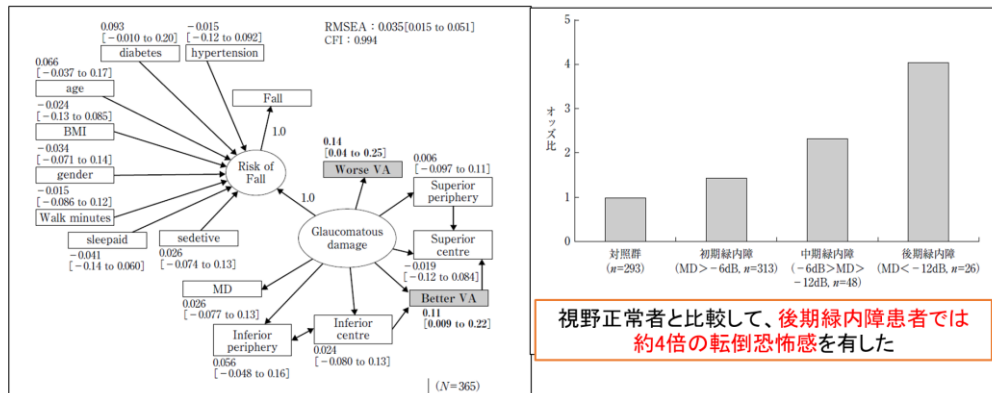 RMSEA:0.035[0.015 to 0.051]
CFI:0.994
0.093
[−0.010 to 0.20]
diabetes
−0.015
[−0.12 to 0.092]
hypertension
0.066
[−0.037 to 0.17]
age
−0.024
[−0.13 to 0.085]
BMI
−0.034
[−0.071 to 0.14]
gender
−0.015
[−0.086 to 0.12]
Walk minutes
sleepaid
−0.041
[−0.14 to 0.060]
sedetive
0.026
[−0.074 to 0.13]
Fall
1.0
Risk of
Fall
1.0
0.14
[0.04 to 0.25]
Worse VA
0.006
[−0.097 to 0.11]
Superior
periphery
Glaucomatous
damage
Superior
centre
−0.019
[−0.12 to 0.084]
MD
0.026
[−0.077 to 0.13]
Better VA
0.11
[0.009 to 0.22]
Inferior
periphery
0.056
[−0.048 to 0.16]
Inferior
centre
0.024
[−0.080 to 0.13]
(N=365)
5
4
3
2
1
0
オッズ比
対照群
(n=293)
初期緑内障
(MD>−6dB, n=313)
中期緑内障
(−6dB>MD>
−12dB, n=48)
後期緑内障
(MD<−12dB, n=26)
視野正常者と比較して、後期緑内障患者では
約4倍の転倒恐怖感を有した